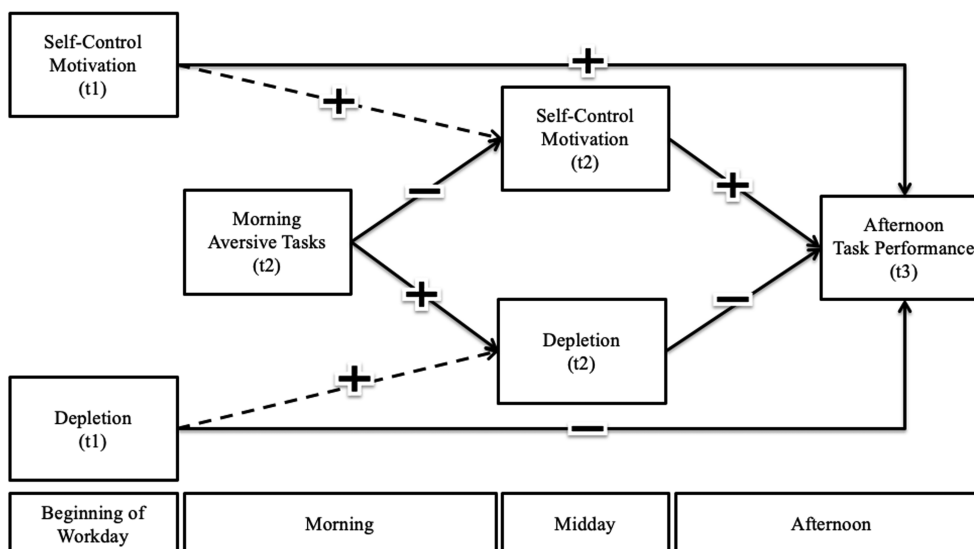 Self-Control
Motivation
(t1)
+
+
Self-Control
Motivation
(t2)
−
+
Morning
Aversive Tasks
(t2)
Afternoon
Task Performance
(t3)
+
−
Depletion
(t2)
+
Depletion
(t1)
−
Beginning of
Workday
Morning
Midday
Afternoon